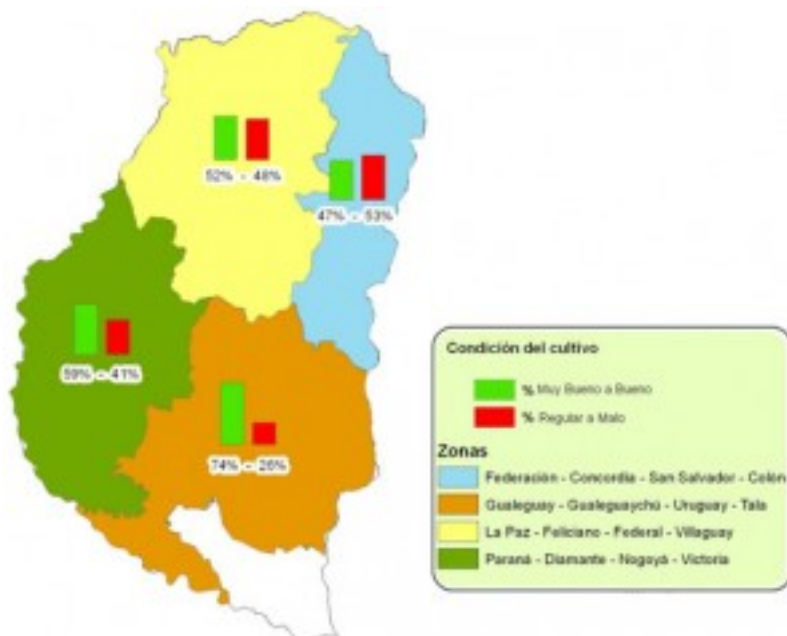 52% - 48%
47% - 53%
59% - 41%
74% - 26%
Condición del cultivo
% Muy Bueno a Bueno
% Regular a Malo
Zonas
Federación - Concordia - San Salvador - Colón
Gualeguay - Gualeguaychú - Uruguay - Tala
La Paz - Feliciano - Federal - Villaguay
Paraná - Diamante - Nogoyá - Victoria